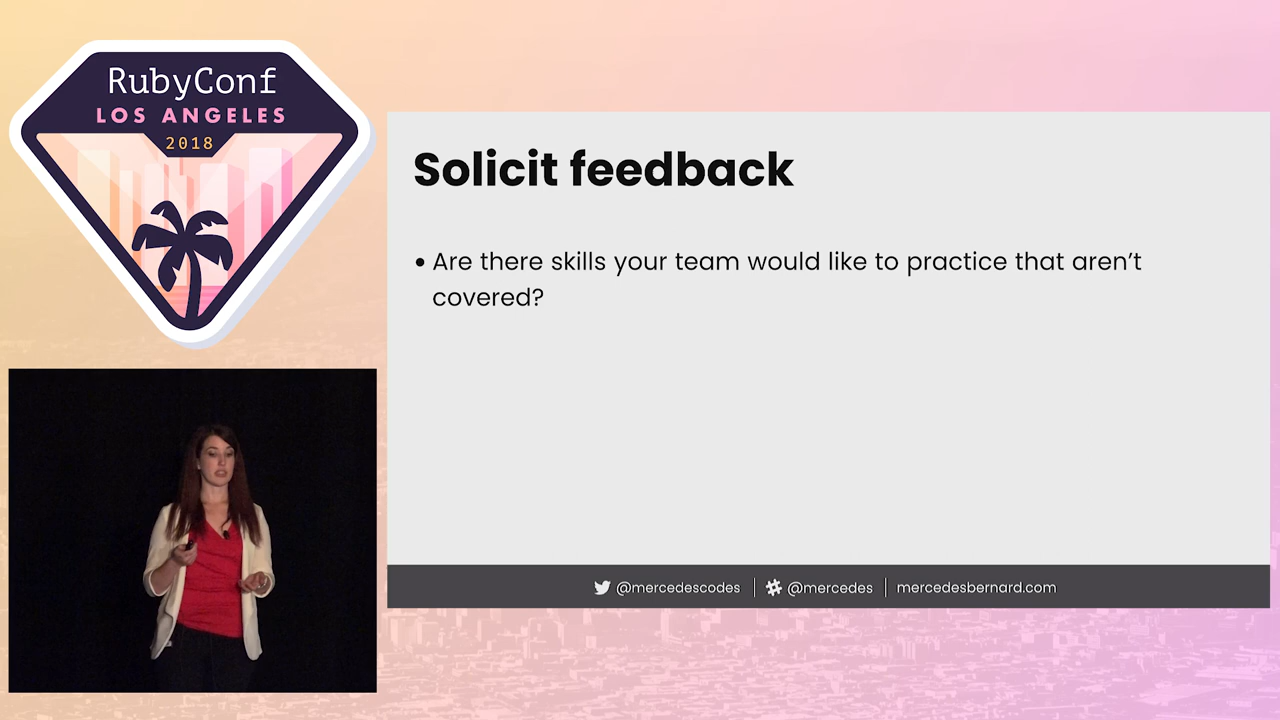 RubyConf
LOS ANGELES
2018
Solicit feedback
• Are there skills your team would like to practice that aren’t
covered?
@mercedescodes | @mercedes | mercedesbernard.com